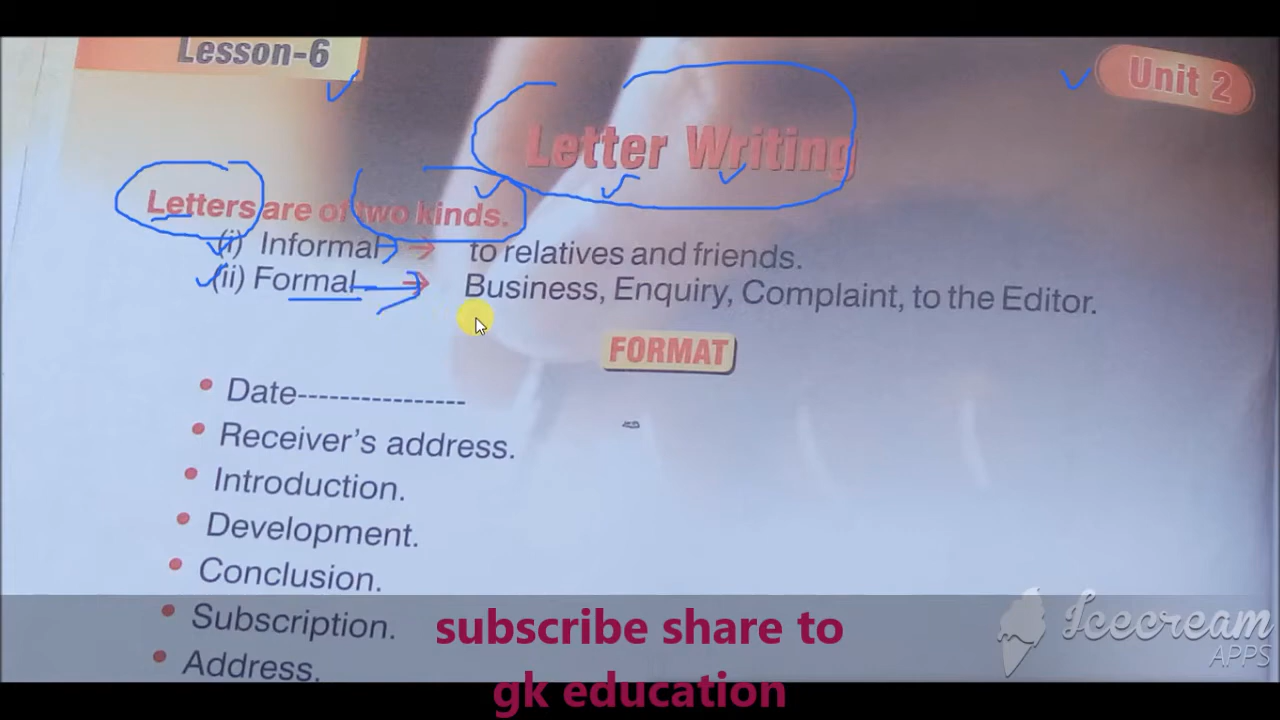 Lesson-6
Unit 2
Letter Writing
Letters are of two kinds.
(i) Informal → to relatives and friends.
(ii) Formal → Business, Enquiry, Complaint, to the Editor.
FORMAT
• Date----------------
• Receiver's address.
• Introduction.
• Development.
• Conclusion.
• Subscription.
• Address.
subscribe share to
gk education
Icecream
APPS